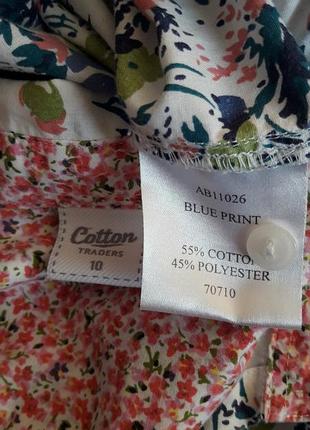 Cotton
TRADERS
10
AB11026
BLUE PRINT
55% COTTON
45% POLYESTER
70710